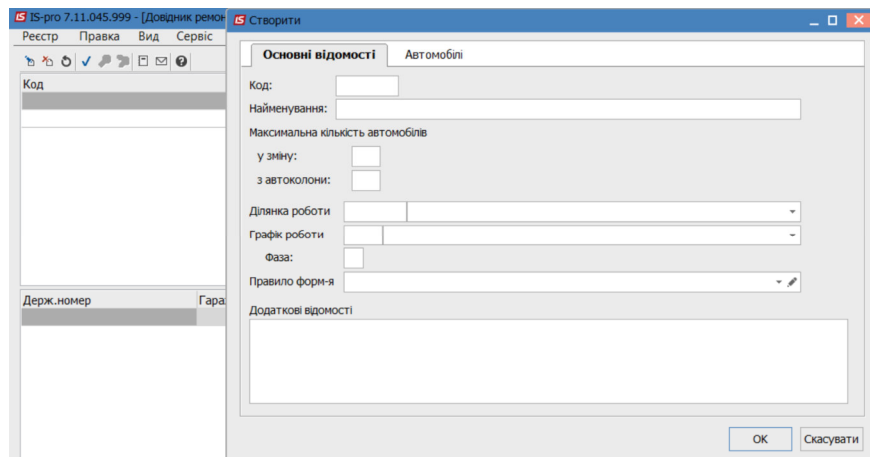 IS-pro 7.11.045.999 - [Довідник ремон
Реєстр Правка Вид Сервіс
Код
Держ.номер Гара
Створити
Основні відомості Автомобілі
Код:
Найменування:
Максимальна кількість автомобілів
у зміну:
з автоколони:
Ділянка роботи
Графік роботи
Фаза:
Правило форм-я
Додаткові відомості
OK Скасувати